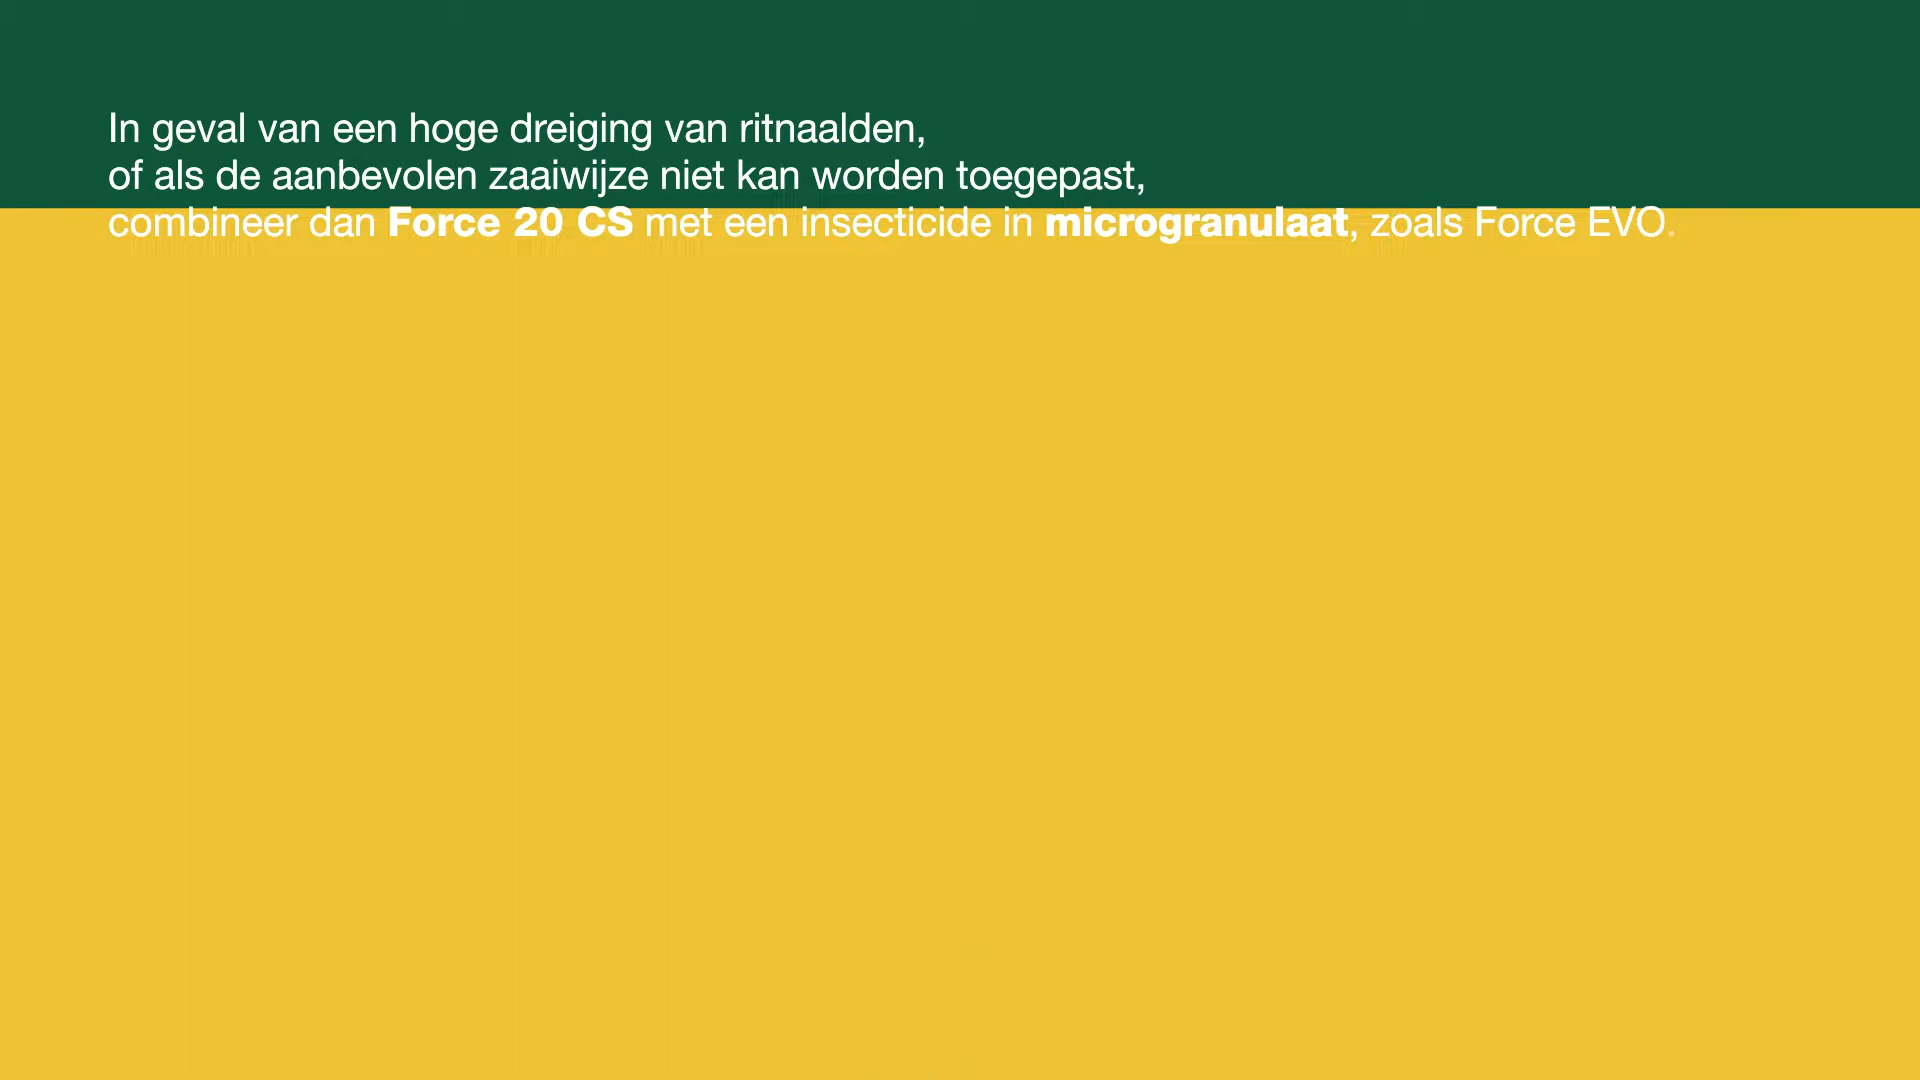 In geval van een hoge dreiging van ritnaalden,
of als de aanbevolen zaaiwijze niet kan worden toegepast,
combineer dan Force 20 CS met een insecticide in microgranulaat, zoals Force EVO.